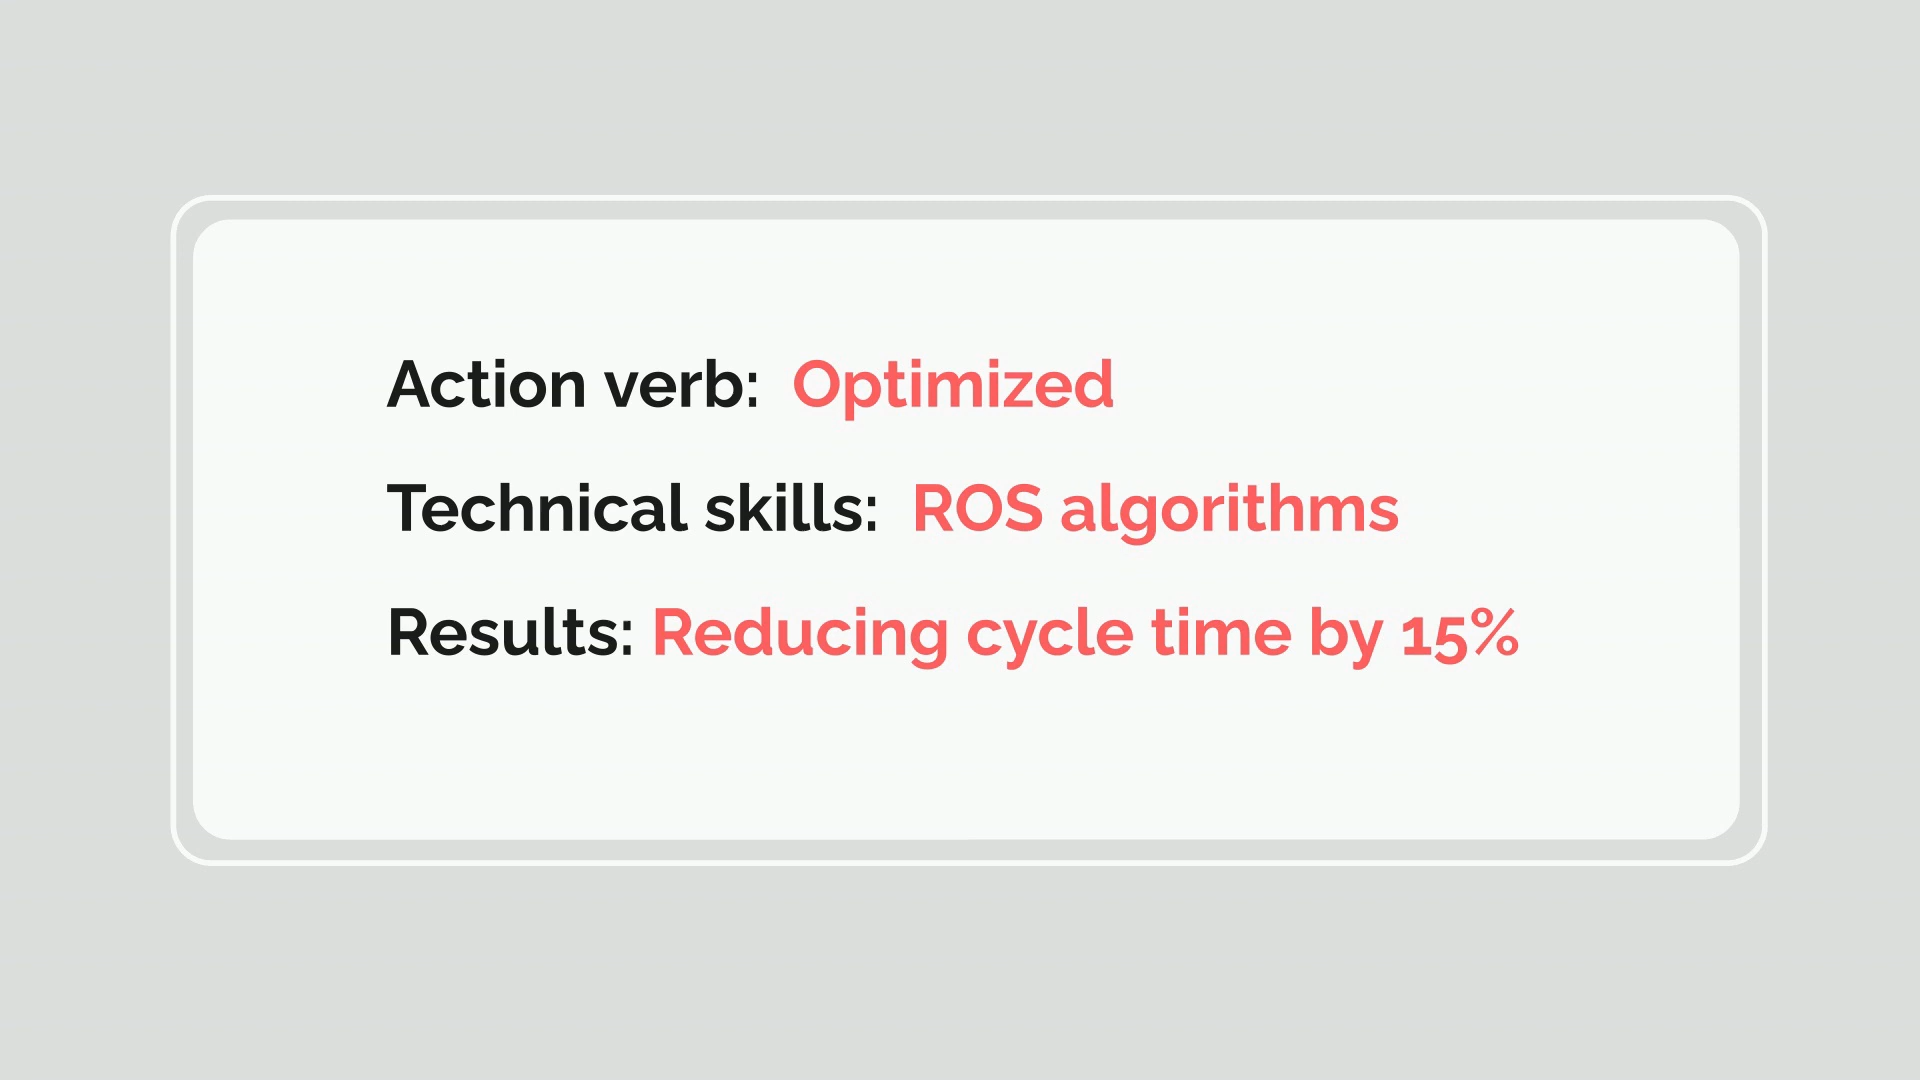 Action verb: Optimized
Technical skills: ROS algorithms
Results: Reducing cycle time by 15%